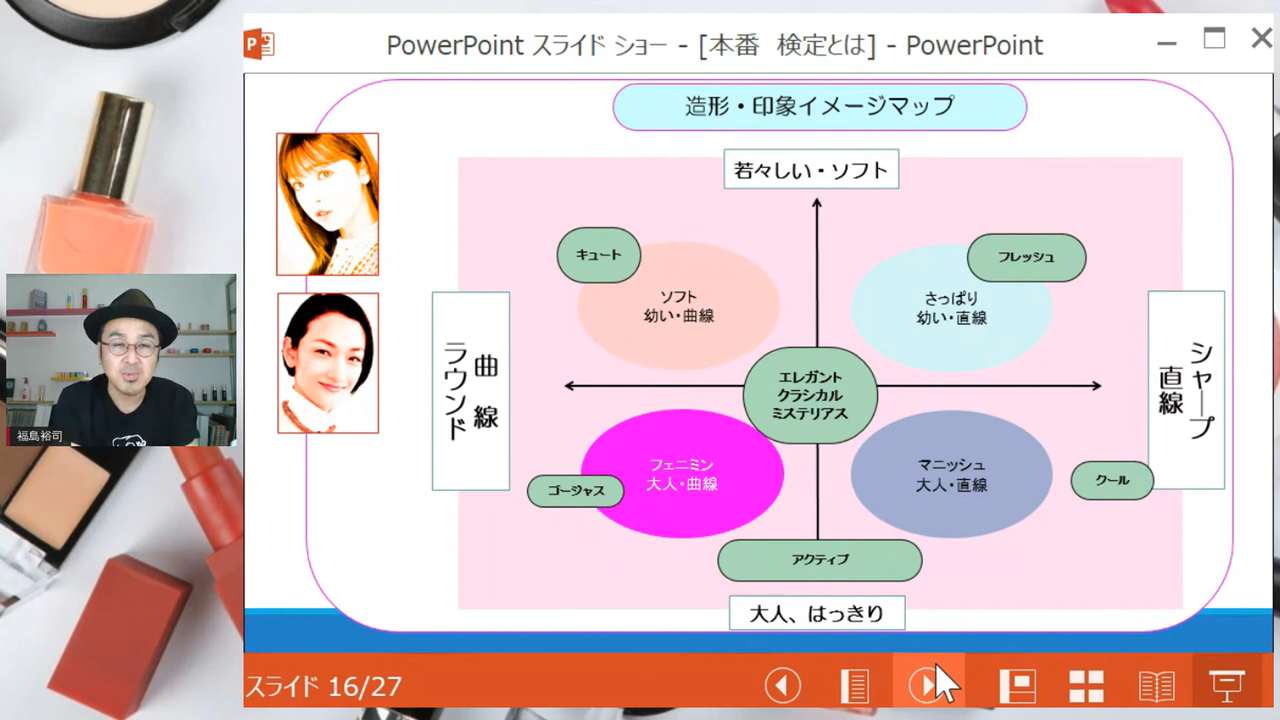 PowerPoint スライド ショー - [本番 検定とは] - PowerPoint
造形・印象イメージマップ
若々しい・ソフト
キュート
フレッシュ
ソフト
幼い・曲線
さっぱり
幼い・直線
曲線
ラウンド
シャープ
直線
エレガント
クラシカル
ミステリアス
フェニミン
大人・曲線
マニッシュ
大人・直線
ゴージャス
クール
アクティブ
大人、はっきり
福島裕司
スライド 16/27